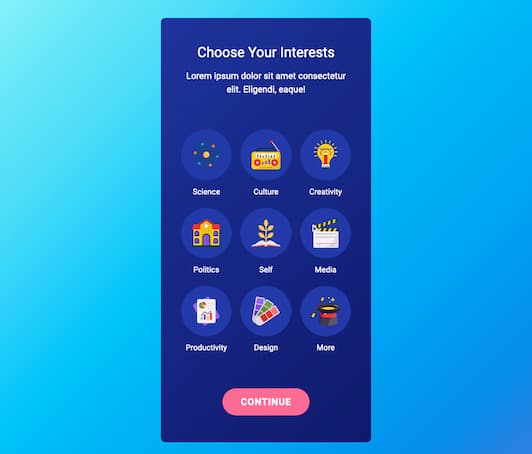 Choose Your Interests
Lorem ipsum dolor sit amet consectetur
elit. Eligendi, eaque!
Science Culture Creativity
Politics Self Media
Productivity Design More
CONTINUE